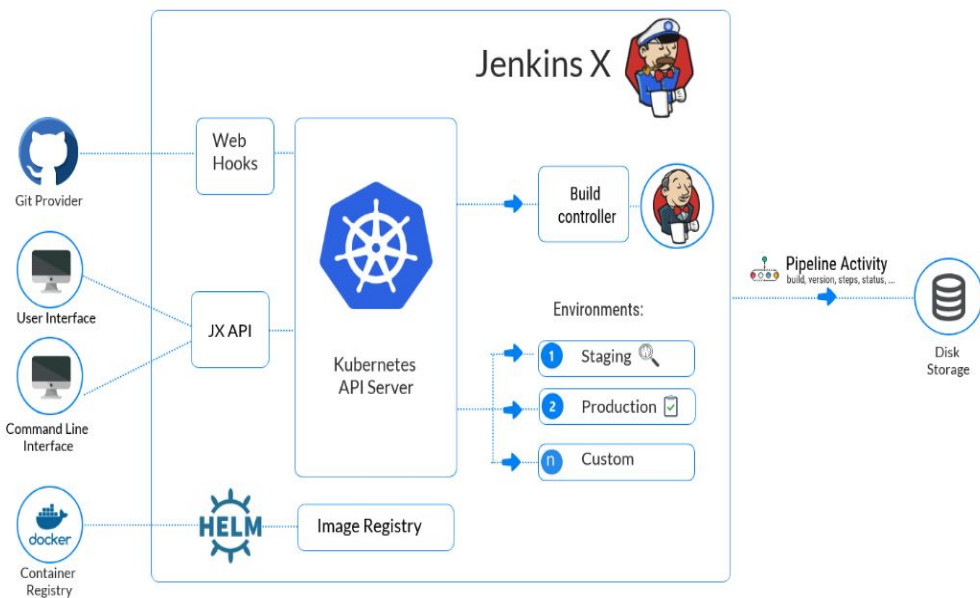 Jenkins X
Git Provider
Web
Hooks
User Interface
JX API
Command Line
Interface
Kubernetes
API Server
Build
controller
Environments:
1 Staging
2 Production
n Custom
Pipeline Activity
build, version, steps, status, ...
Disk
Storage
docker
Container
Registry
HELM
Image Registry